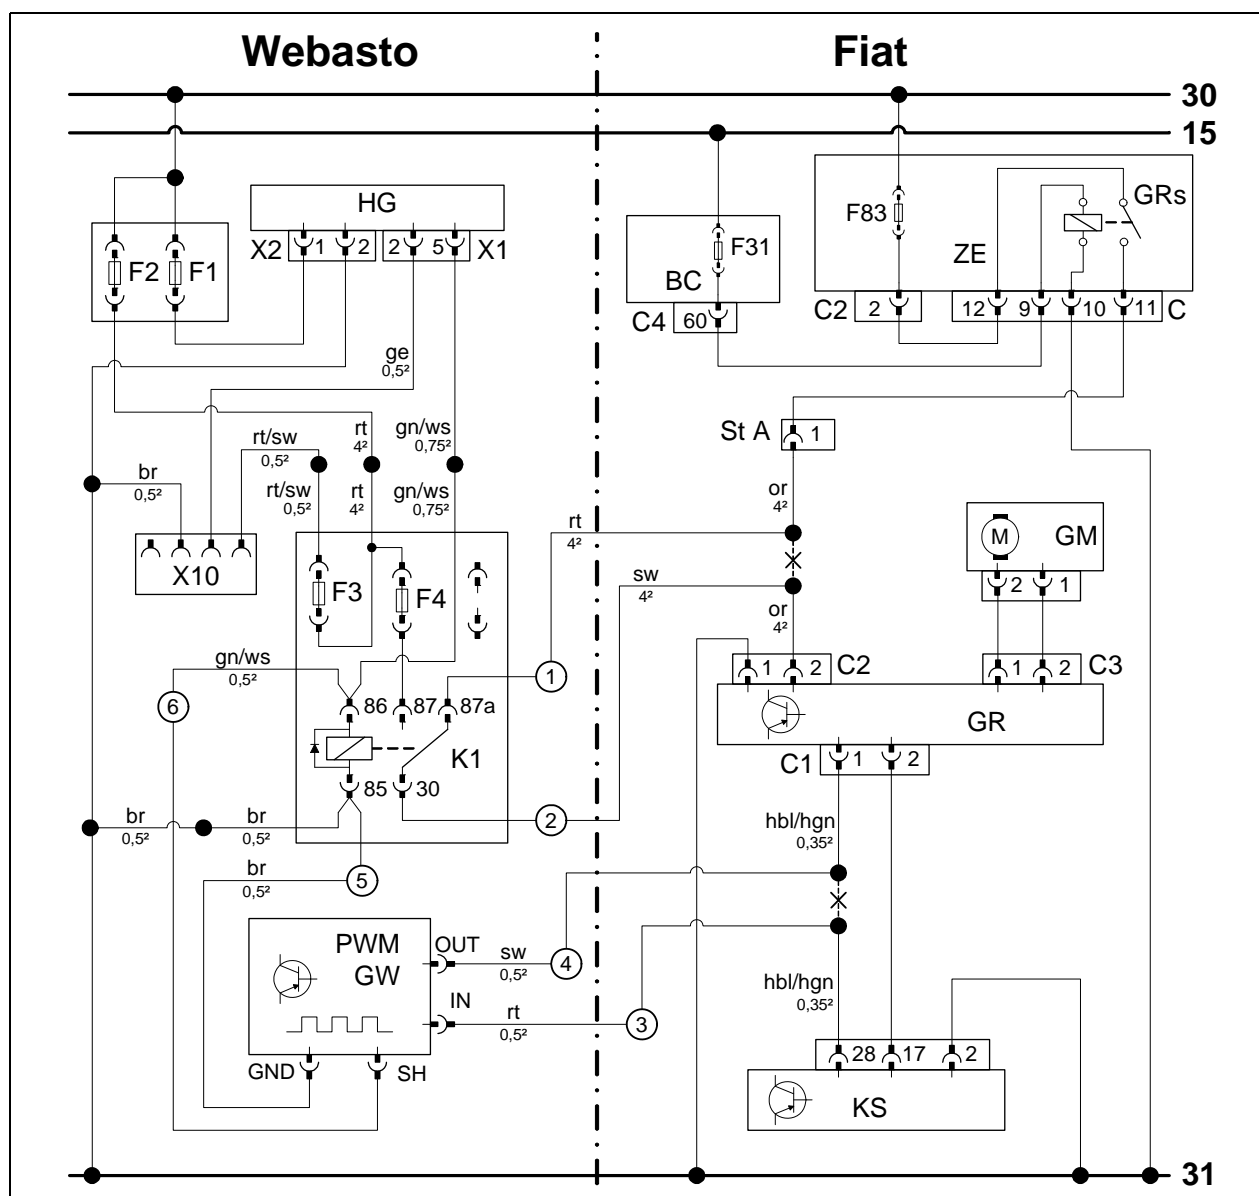 Webasto
Fiat
30
15
HG
X2 1 2 2 5 X1
F2 F1
BC
F31
C4 60
F83
ZE
GRs
C2 2
12 9 10 11 C
ge
0,5²
St A 1
rt/sw
0,5²
rt
4²
gn/ws
0,75²
br
0,5²
rt/sw
0,5²
rt
4²
gn/ws
0,75²
or
4²
rt
4²
X10
F3
F4
M
GM
2 1
sw
4²
or
4²
gn/ws
0,5²
1
1 2 C2
1 2 C3
6
86 87 87a
GR
K1
C1 1 2
85 30
2
br
0,5²
br
0,5²
hbl/hgn
0,35²
br
0,5²
5
PWM
GW
OUT
sw
0,5²
4
IN
rt
0,5²
3
hbl/hgn
0,35²
GND
SH
28 17 2
KS
31